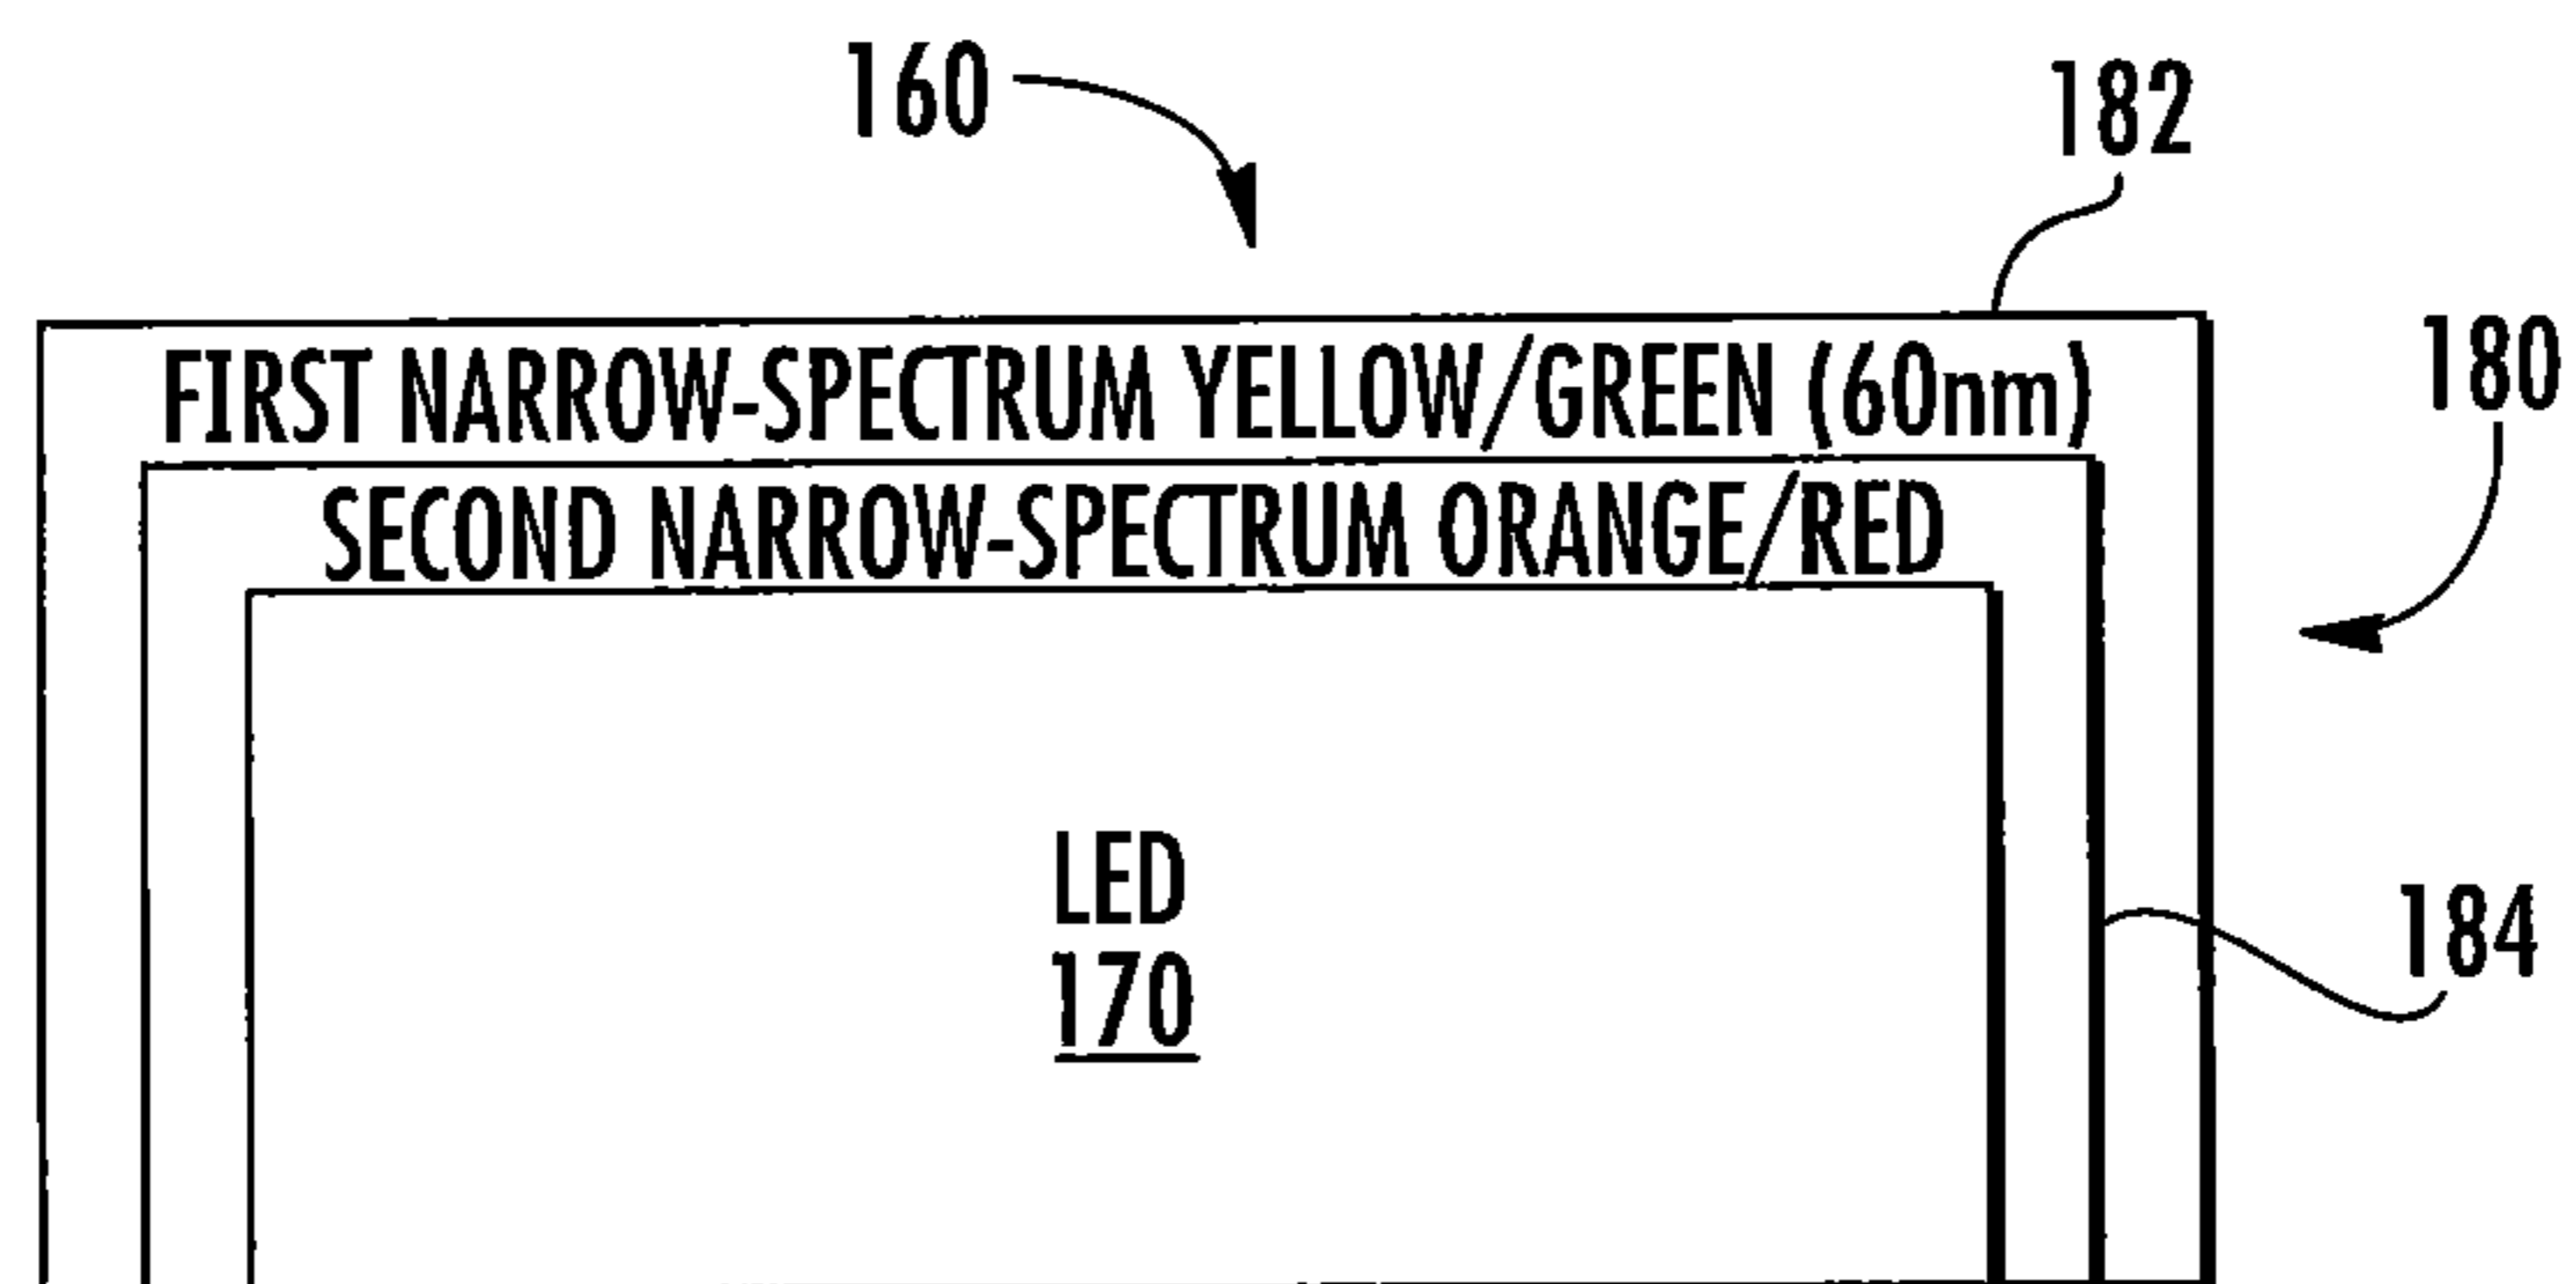 160
182
180
FIRST NARROW-SPECTRUM YELLOW/GREEN (60nm)
SECOND NARROW-SPECTRUM ORANGE/RED
LED
170
184